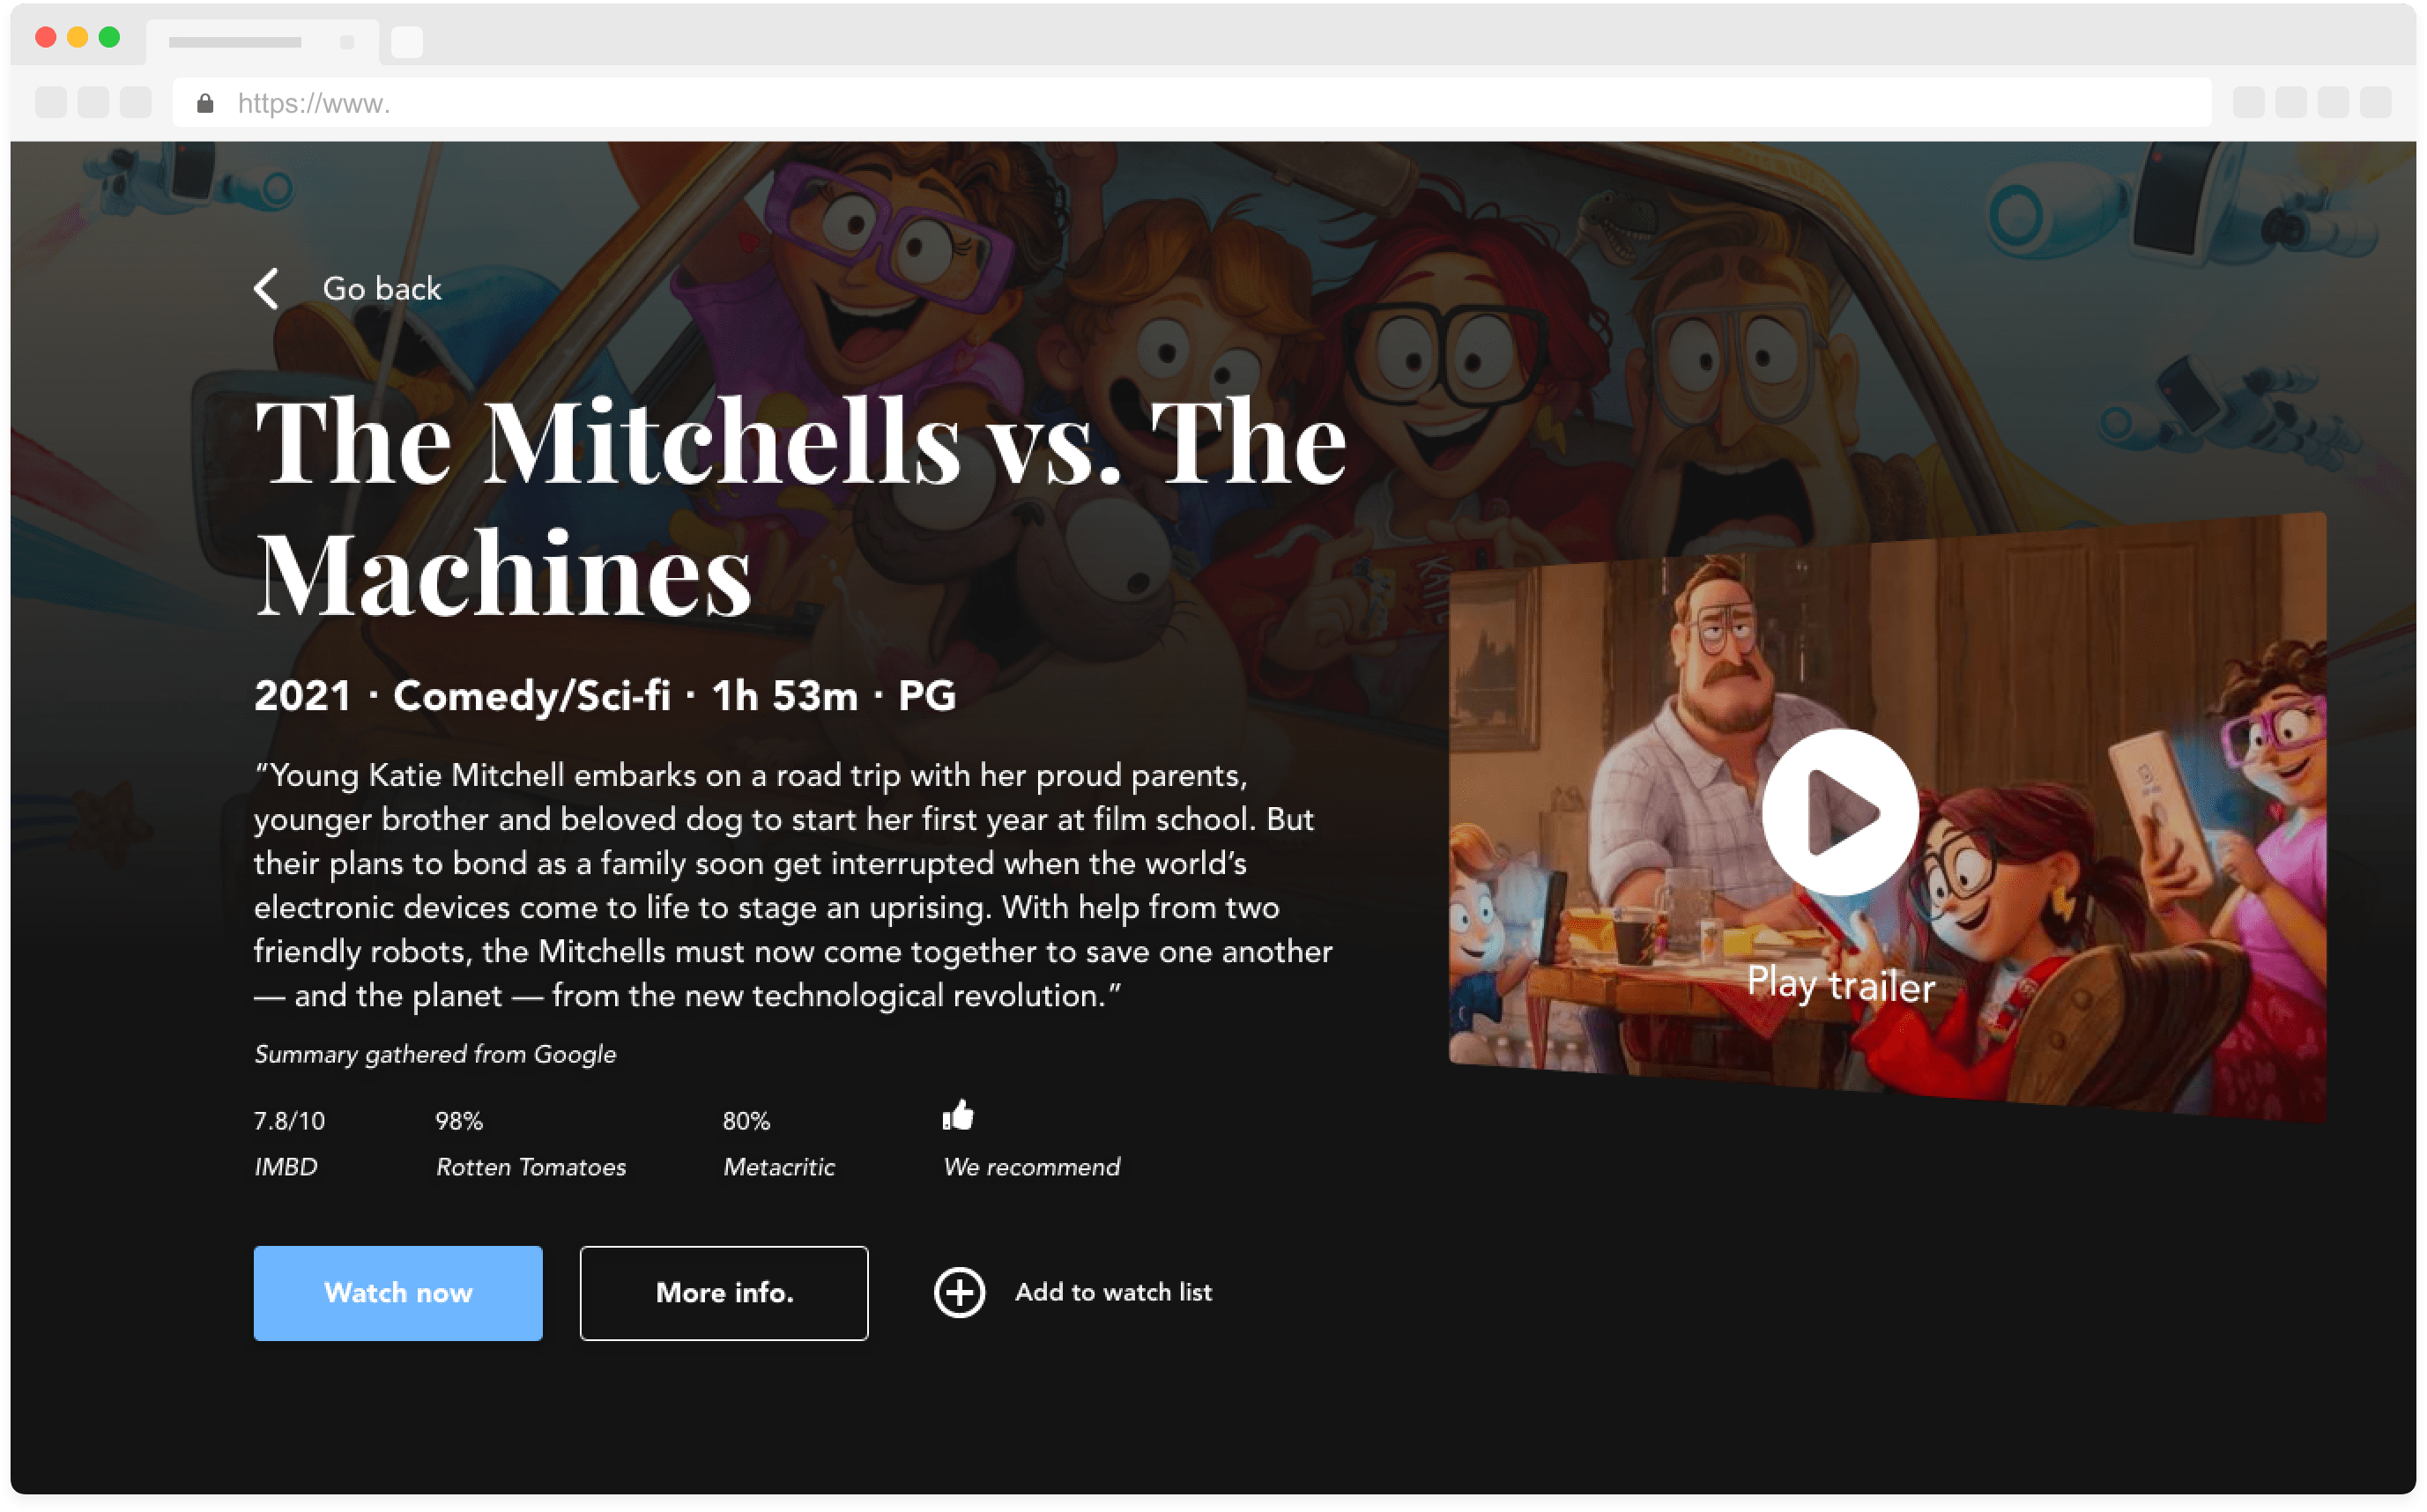 https://www.
Go back
The Mitchells vs. The
Machines
2021 · Comedy/Sci-fi · 1h 53m · PG
“Young Katie Mitchell embarks on a road trip with her proud parents,
younger brother and beloved dog to start her first year at film school. But
their plans to bond as a family soon get interrupted when the world’s
electronic devices come to life to stage an uprising. With help from two
friendly robots, the Mitchells must now come together to save one another
— and the planet — from the new technological revolution.”
Summary gathered from Google
7.8/10 98% 80%
IMBD Rotten Tomatoes Metacritic We recommend
Watch now More info. Add to watch list
KATIE
Play trailer